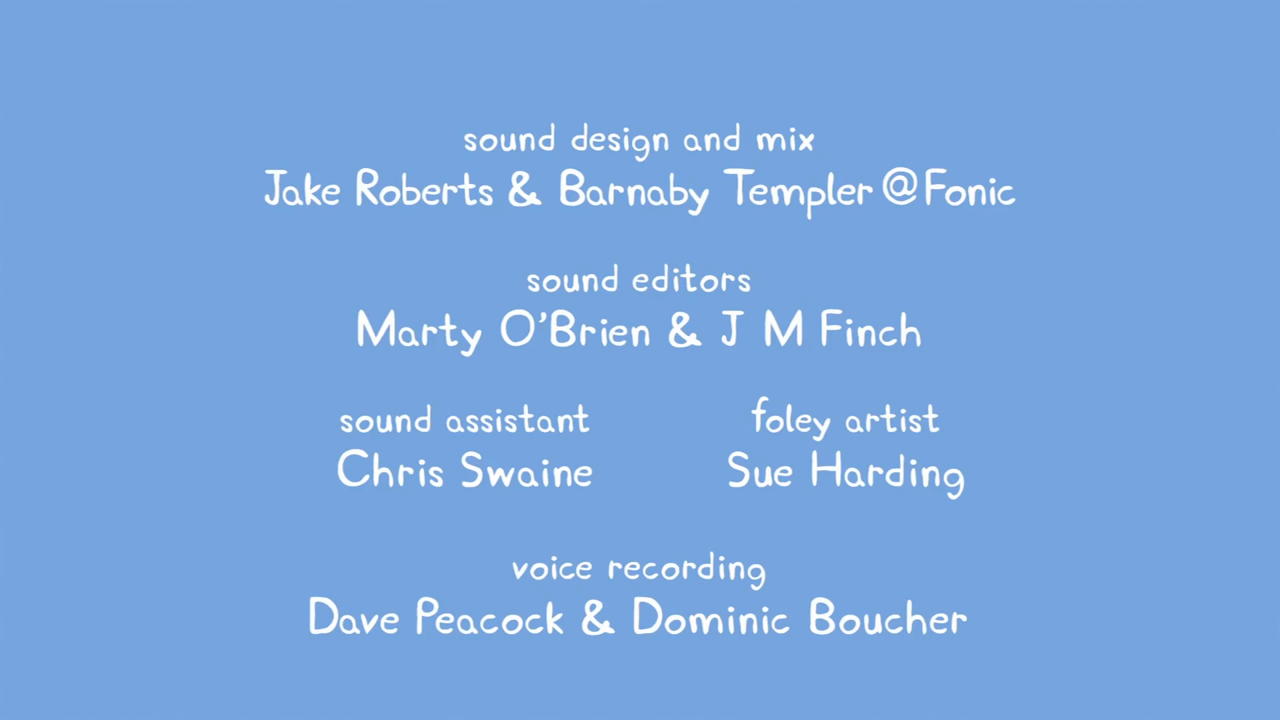 sound design and mix
Jake Roberts & Barnaby Templer @Fonic
sound editors
Marty O'Brien & J M Finch
sound assistant
Chris Swaine
foley artist
Sue Harding
voice recording
Dave Peacock & Dominic Boucher